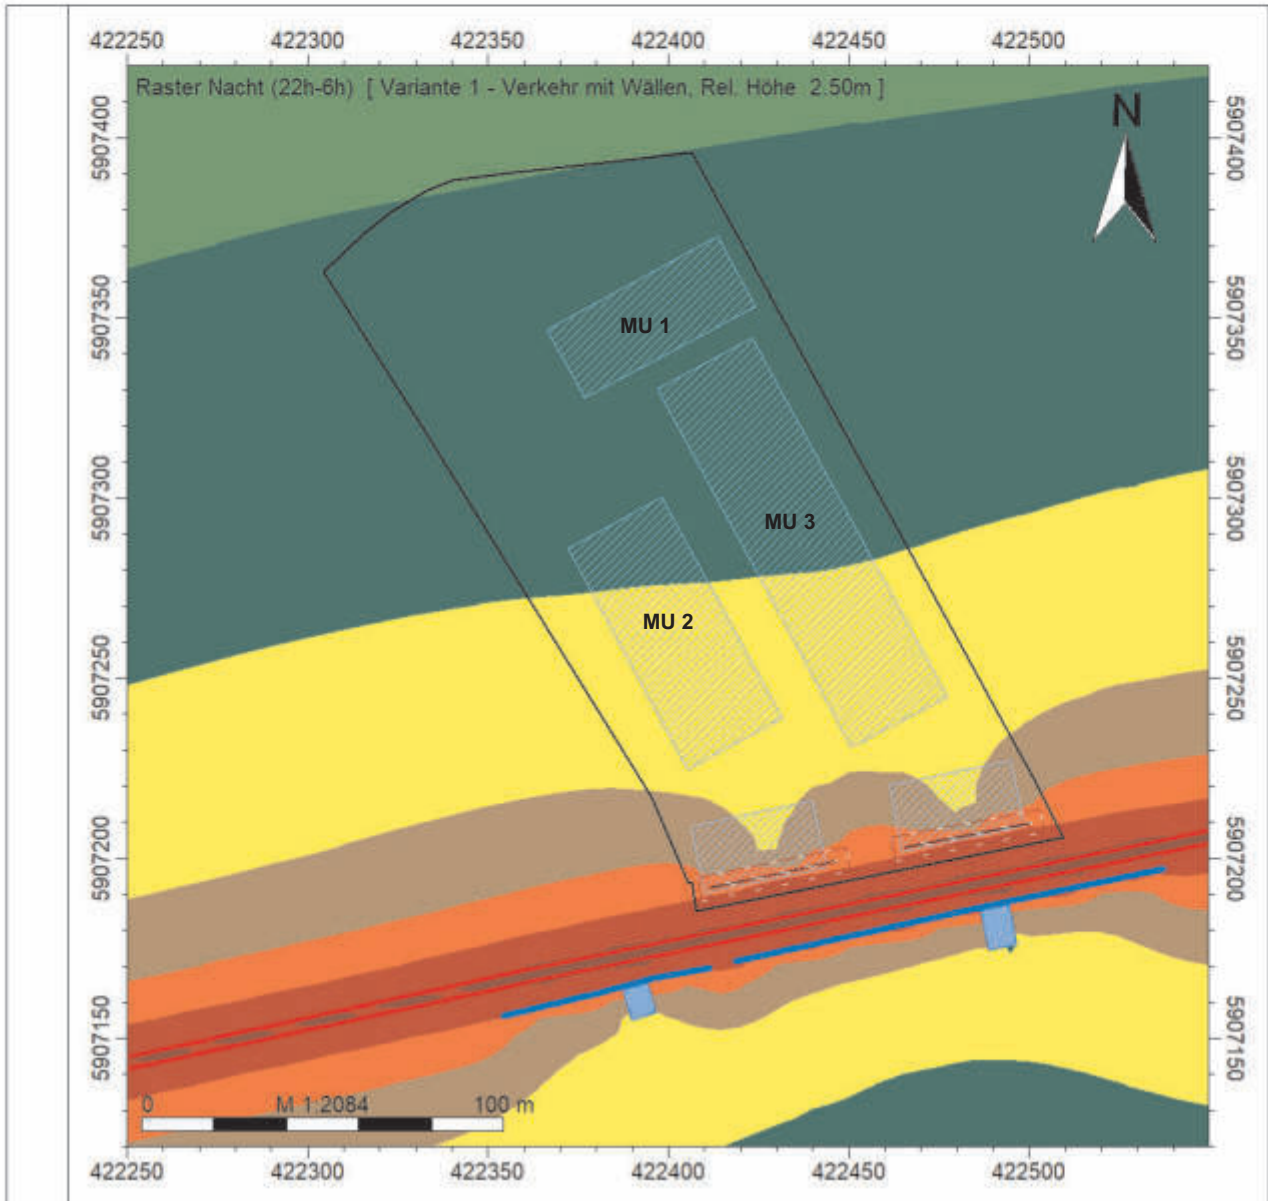 422250 422300 422350 422400 422450 422500
Raster Nacht (22h-6h) [ Variante 1 - Verkehr mit Wällen, Rel. Höhe 2.50m ]
N
5907400
5907400
MU 1
5907350
5907350
MU 3
5907300
5907300
MU 2
5907250
5907250
5907200
5907200
5907150
5907150
0 M 1:2084 100 m
422250 422300 422350 422400 422450 422500